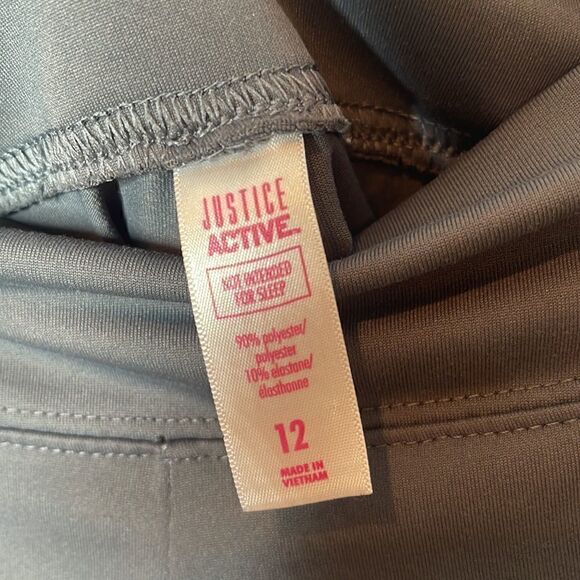 JUSTICE
ACTIVE
NOT INTENDED
FOR SLEEP
90% polyester/
polyester
10% elastane/
élasthanne
12
MADE IN
VIETNAM